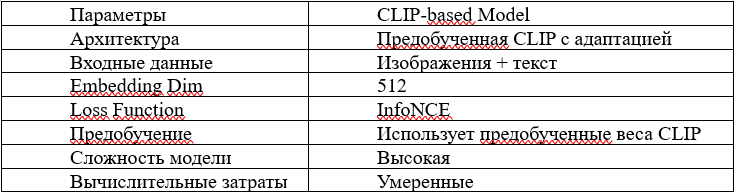 Параметры CLIP-based Model
Архитектура Предобученная CLIP с адаптацией
Входные данные Изображения + текст
Embedding Dim 512
Loss Function InfoNCE
Предобучение Использует предобученные веса CLIP
Сложность модели Высокая
Вычислительные затраты Умеренные